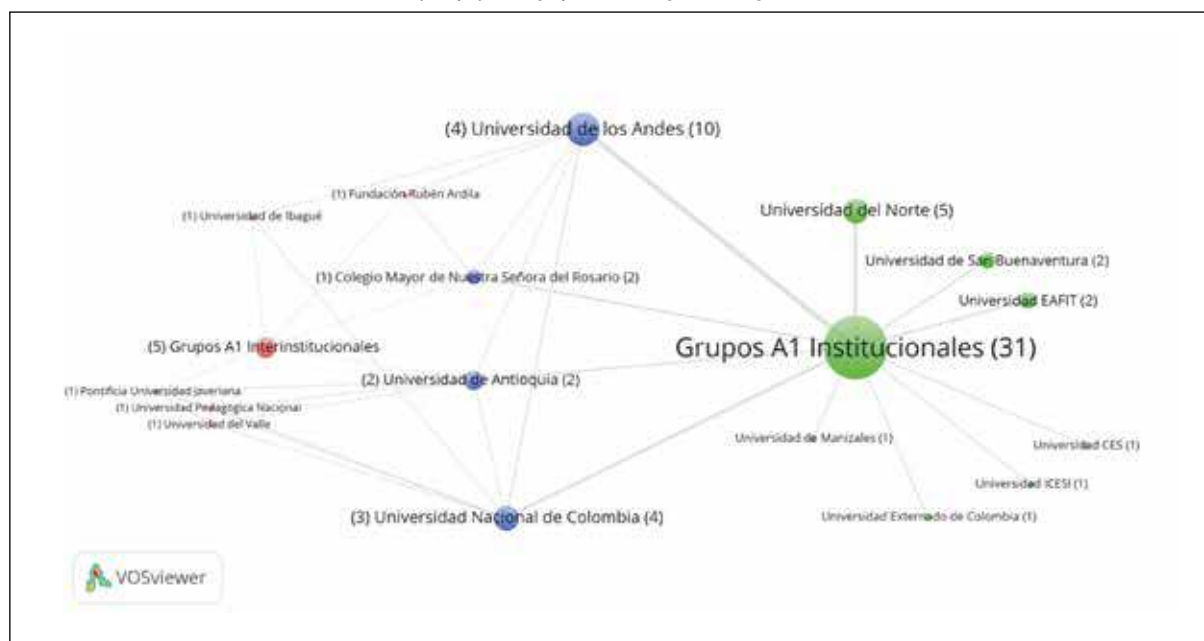 (4) Universidad de los Andes (10)
(1) Fundación Rubén Ardila
(1) Universidad de Ibagué
Universidad del Norte (5)
Universidad de San Buenaventura (2)
(1) Colegio Mayor de Nuestra Señora del Rosario (2)
Universidad EAFIT (2)
(5) Grupos A1 Interinstitucionales
Grupos A1 Institucionales (31)
(2) Universidad de Antioquia (2)
(1) Pontificia Universidad Javeriana
(1) Universidad Pedagógica Nacional
(1) Universidad del Valle
Universidad de Manizales (1)
Universidad CES (1)
Universidad ICESI (1)
(3) Universidad Nacional de Colombia (4)
Universidad Externado de Colombia (1)
VOSviewer